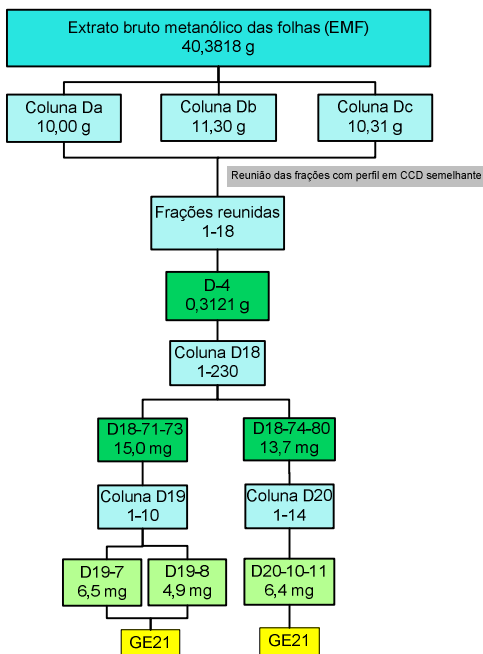 Extrato bruto metanólico das folhas (EMF)
40,3818 g
Coluna Da
10,00 g
Coluna Db
11,30 g
Coluna Dc
10,31 g
Reunião das frações com perfil em CCD semelhante
Frações reunidas
1-18
D-4
0,3121 g
Coluna D18
1-230
D18-71-73
15,0 mg
D18-74-80
13,7 mg
Coluna D19
1-10
Coluna D20
1-14
D19-7
6,5 mg
D19-8
4,9 mg
D20-10-11
6,4 mg
GE21
GE21